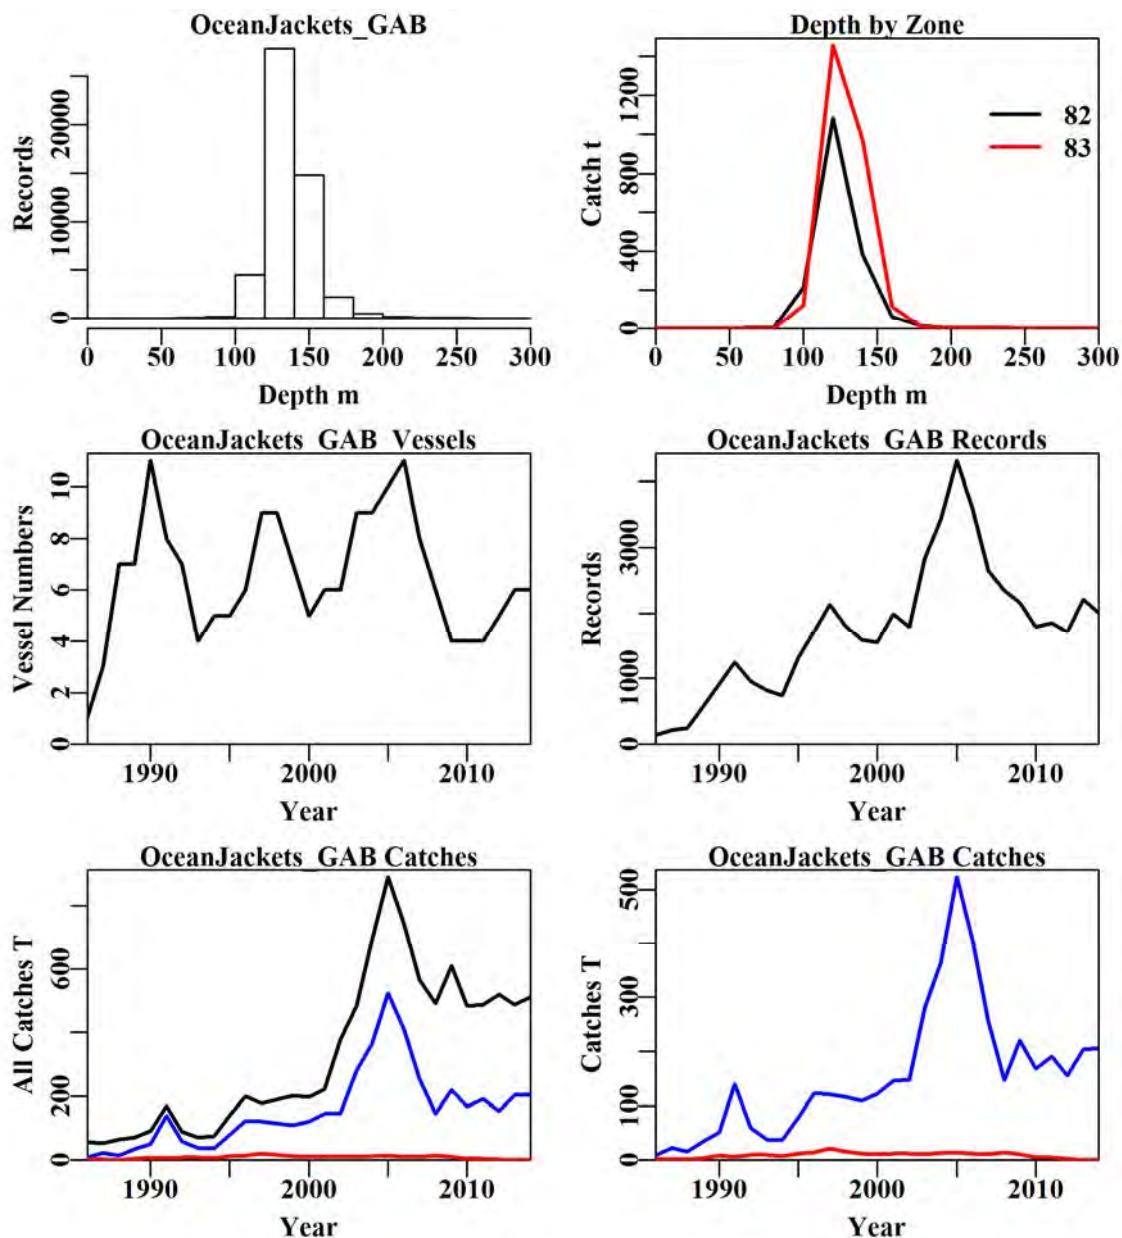 OceanJackets_GAB
Records
0 10000 20000
0 50 100 150 200 250 300
Depth m
Depth by Zone
Catch t
0 400 800 1200
82
83
0 50 100 150 200 250 300
Depth m
OceanJackets_GAB_Vessels
Vessel Numbers
0 2 4 6 8 10
1990 2000 2010
Year
OceanJackets_GAB Records
Records
0 1000 3000
1990 2000 2010
Year
OceanJackets_GAB Catches
All Catches T
0 200 600
1990 2000 2010
Year
OceanJackets_GAB Catches
Catches T
0 100 300 500
1990 2000 2010
Year